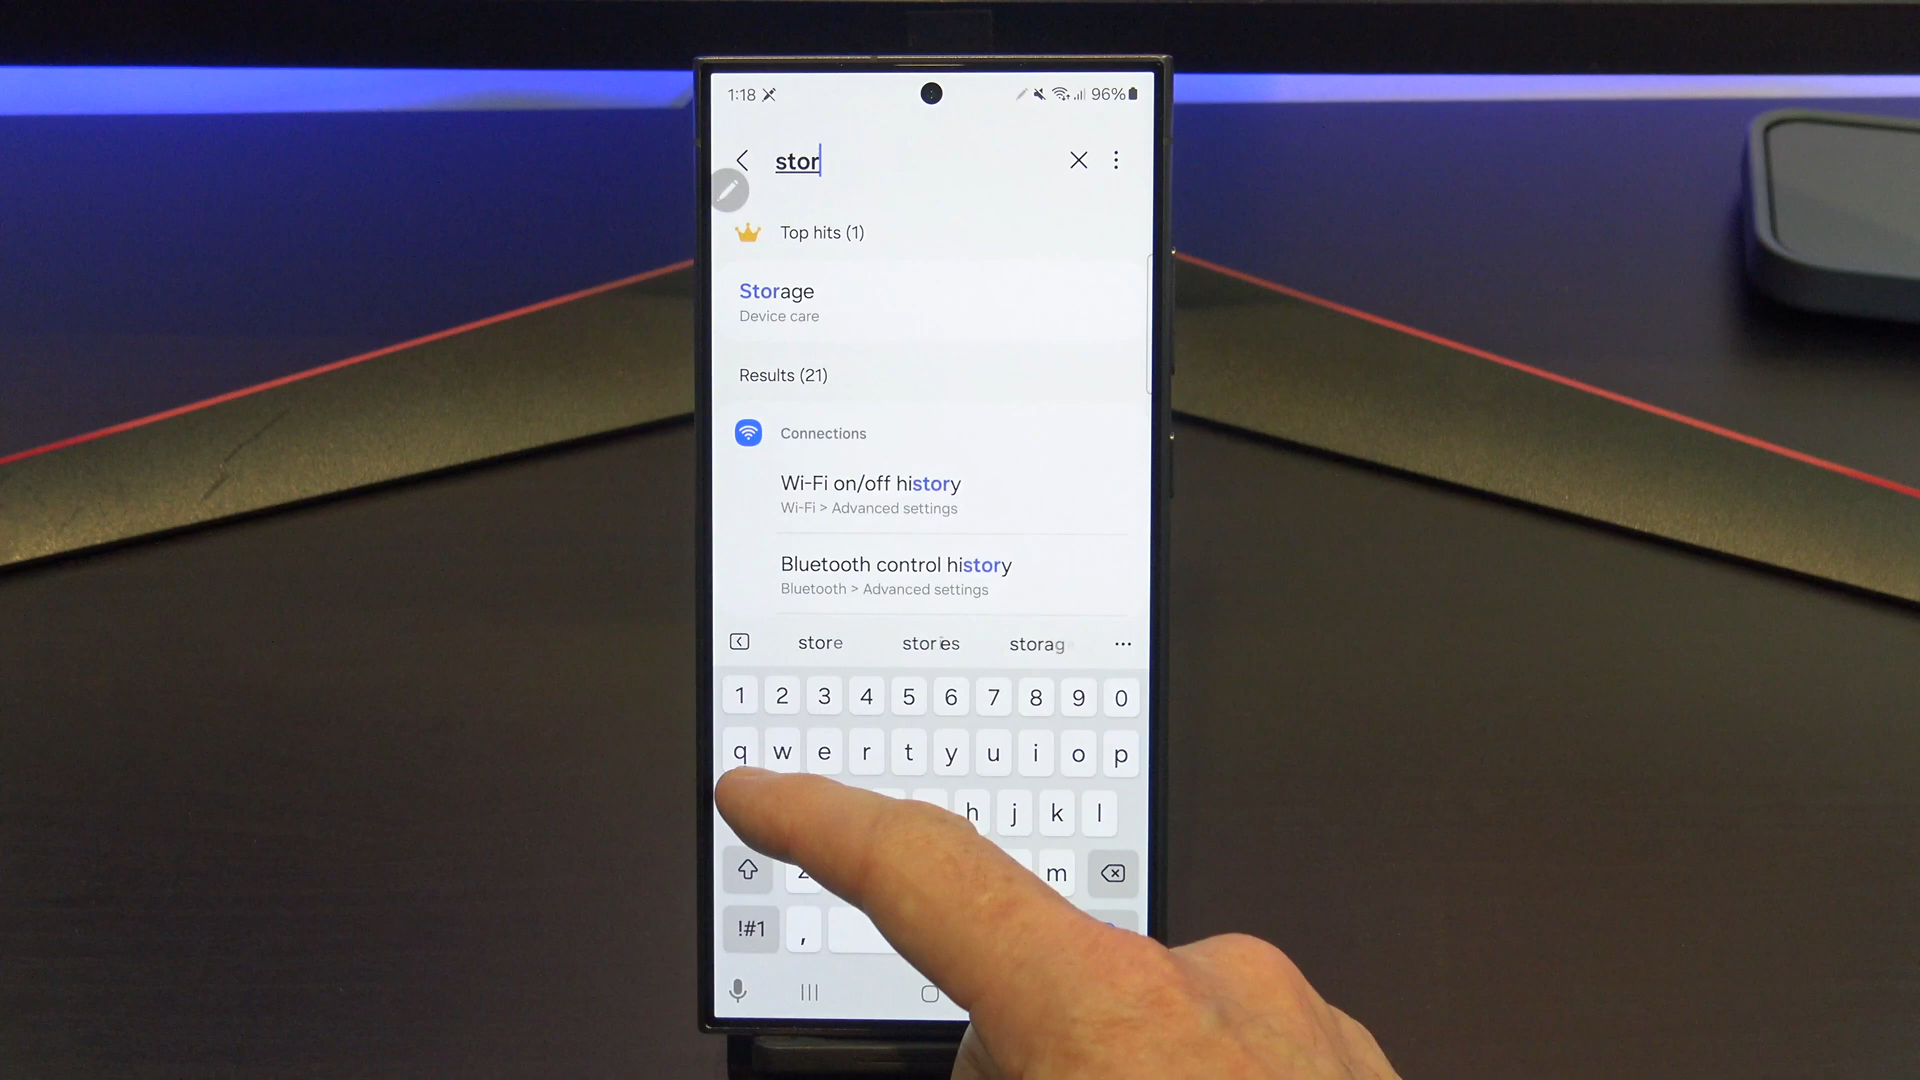 1:18 96%
stor
Top hits (1)
Storage
Device care
Results (21)
Connections
Wi-Fi on/off history
Wi-Fi > Advanced settings
Bluetooth control history
Bluetooth > Advanced settings
store stories storag
1 2 3 4 5 6 7 8 9 0
q w e r t y u i o p
h j k l
z m
!#1 ,